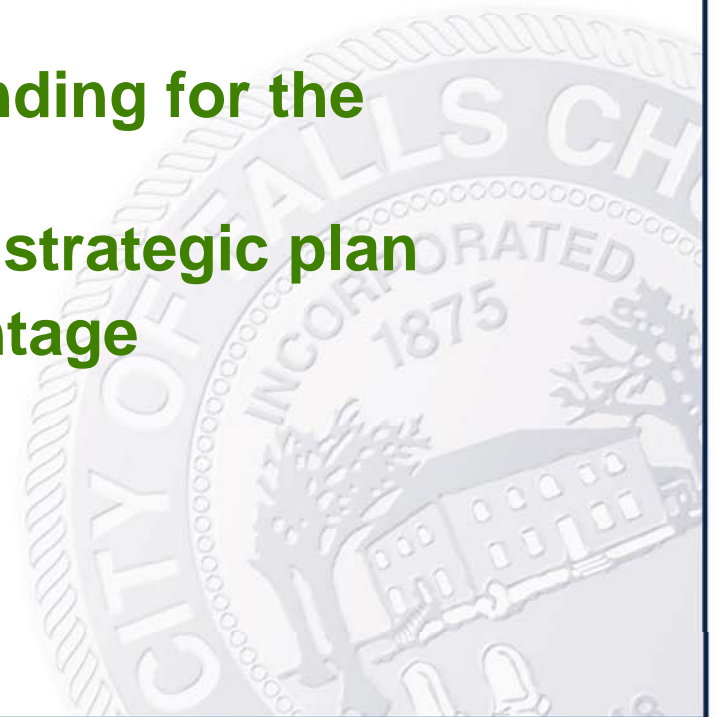 nding for the
strategic plan
ntage
CITY OF FALLS CH
INCORPORATED
1875